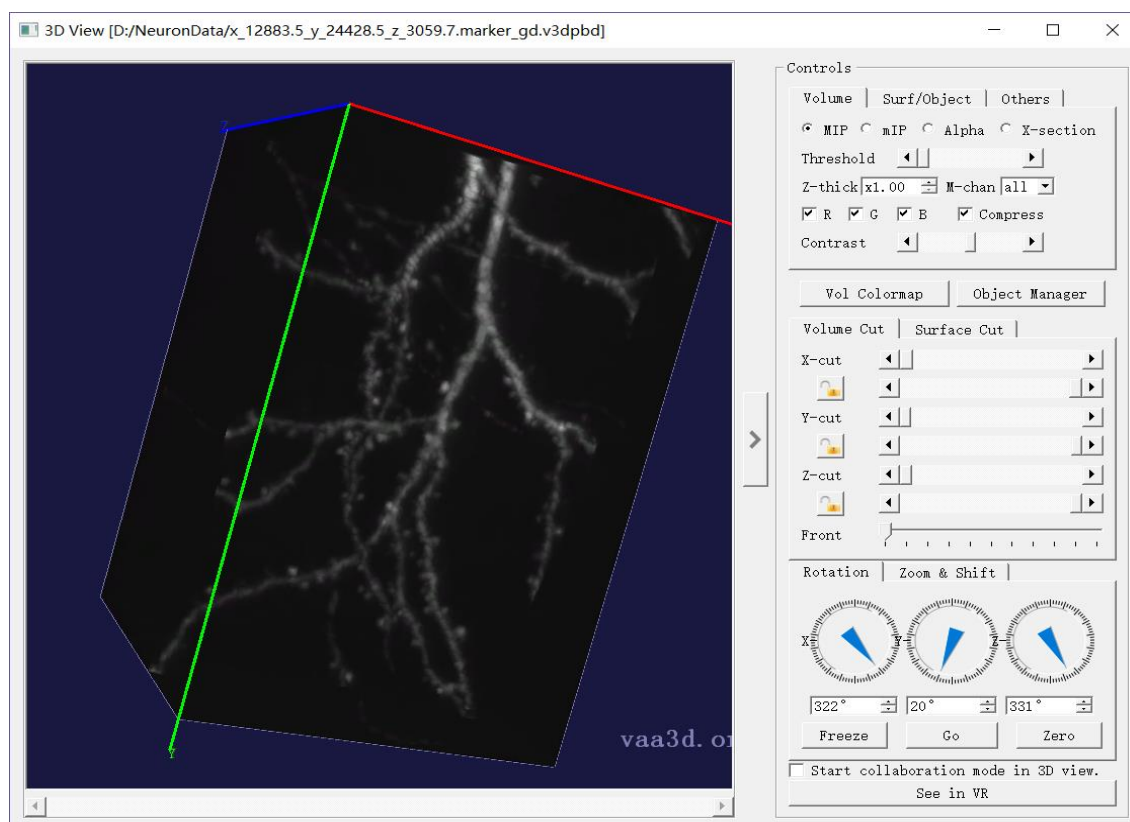 3D View [D:/NeuronData/x_12883.5_y_24428.5_z_3059.7.marker_gd.v3dpbd]
Controls
Volume Surf/Object Others
MIP mIP Alpha X-section
Threshold
Z-thick x1.00 M-chan all
R G B Compress
Contrast
Vol Colormap Object Manager
Volume Cut Surface Cut
X-cut
Y-cut
Z-cut
Front
Rotation Zoom & Shift
X Y Z
322° 20° 331°
Freeze Go Zero
Start collaboration mode in 3D view.
See in VR
Z
Y
vaa3d.or